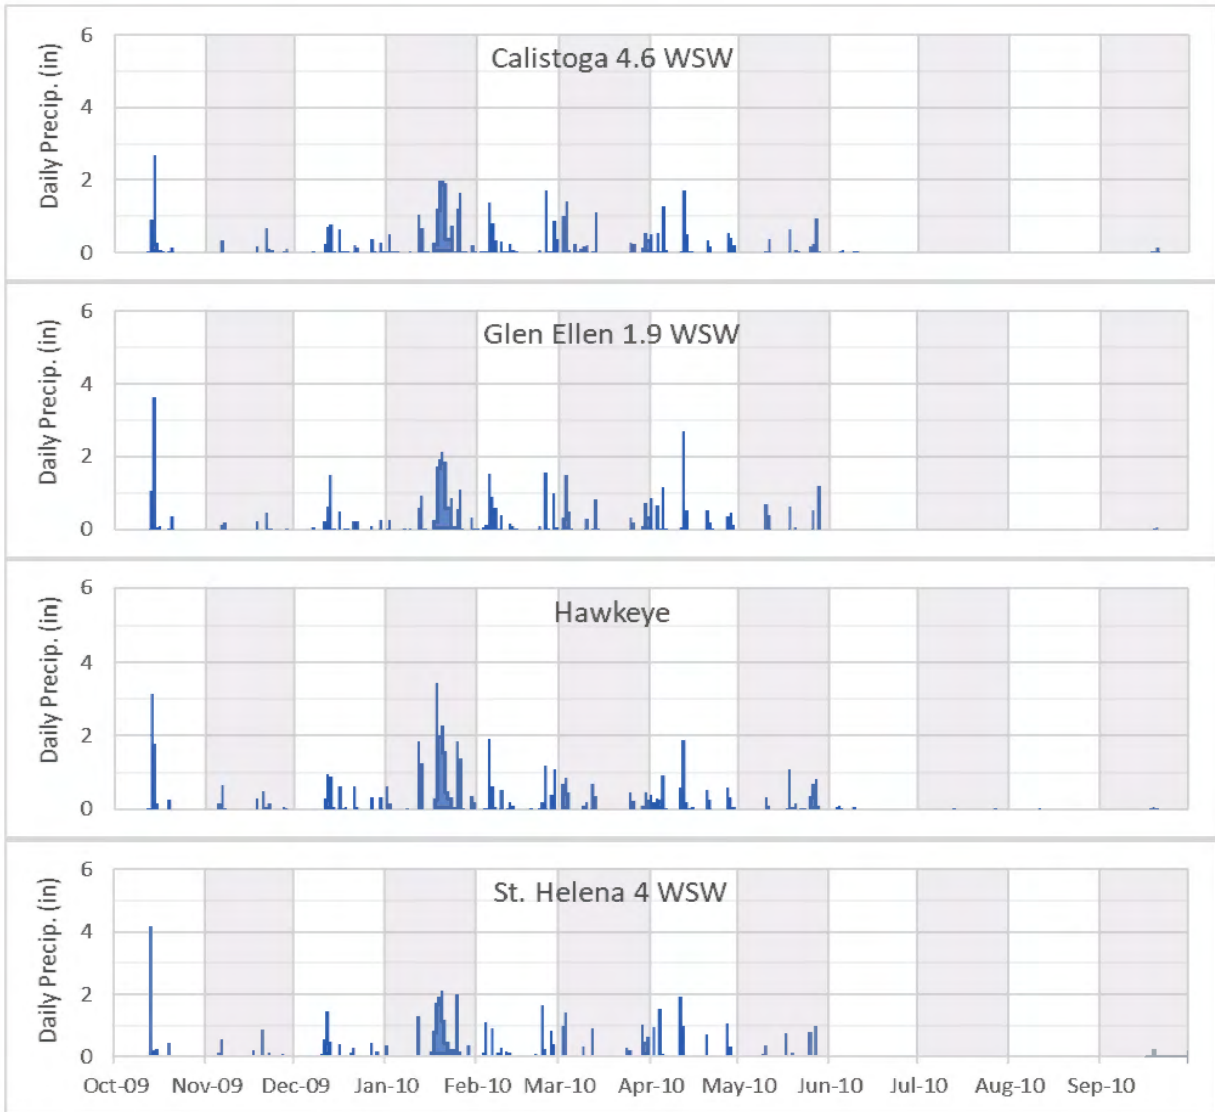 Calistoga 4.6 WSW
Daily Precip. (in)
6
4
2
0
Glen Ellen 1.9 WSW
Daily Precip. (in)
6
4
2
0
Hawkeye
Daily Precip. (in)
6
4
2
0
St. Helena 4 WSW
Daily Precip. (in)
6
4
2
0
Oct-09 Nov-09 Dec-09 Jan-10 Feb-10 Mar-10 Apr-10 May-10 Jun-10 Jul-10 Aug-10 Sep-10